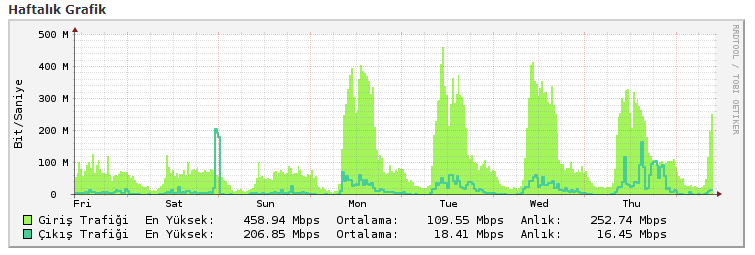 Haftalık Grafik
RRDTOOL / TOBI OETIKER
Bit/Saniye
500 M
400 M
300 M
200 M
100 M
0
Fri Sat Sun Mon Tue Wed Thu
Giriş Trafiği En Yüksek: 458.94 Mbps Ortalama: 109.55 Mbps Anlık: 252.74 Mbps
Çıkış Trafiği En Yüksek: 206.85 Mbps Ortalama: 18.41 Mbps Anlık: 16.45 Mbps